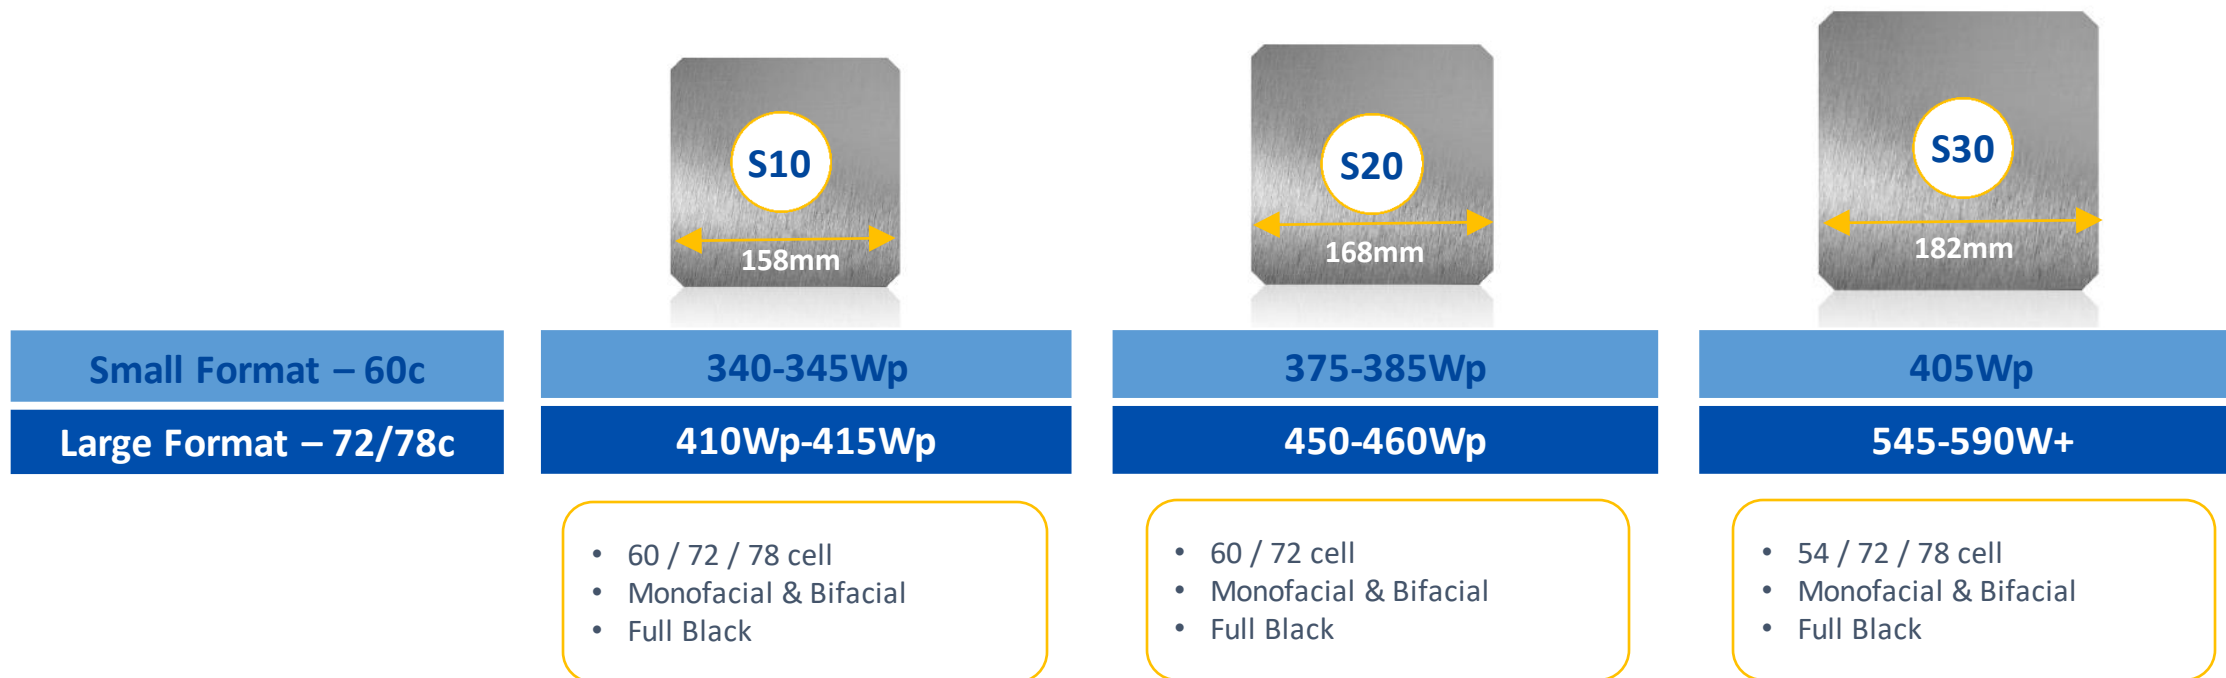 S10
158mm
S20
168mm
S30
182mm
Small Format – 60c
340-345Wp
375-385Wp
405Wp
Large Format – 72/78c
410Wp-415Wp
450-460Wp
545-590W+
• 60 / 72 / 78 cell
• Monofacial & Bifacial
• Full Black
• 60 / 72 cell
• Monofacial & Bifacial
• Full Black
• 54 / 72 / 78 cell
• Monofacial & Bifacial
• Full Black